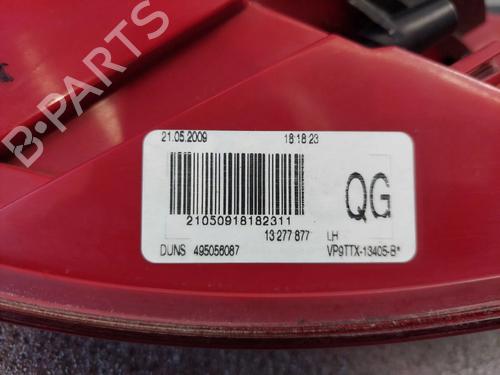 B-PARTS
21.05.2009 18:18:23
21050918182311
QG
13 277 877 LH
DUNS 495056087 VP9TTX-13405-B*